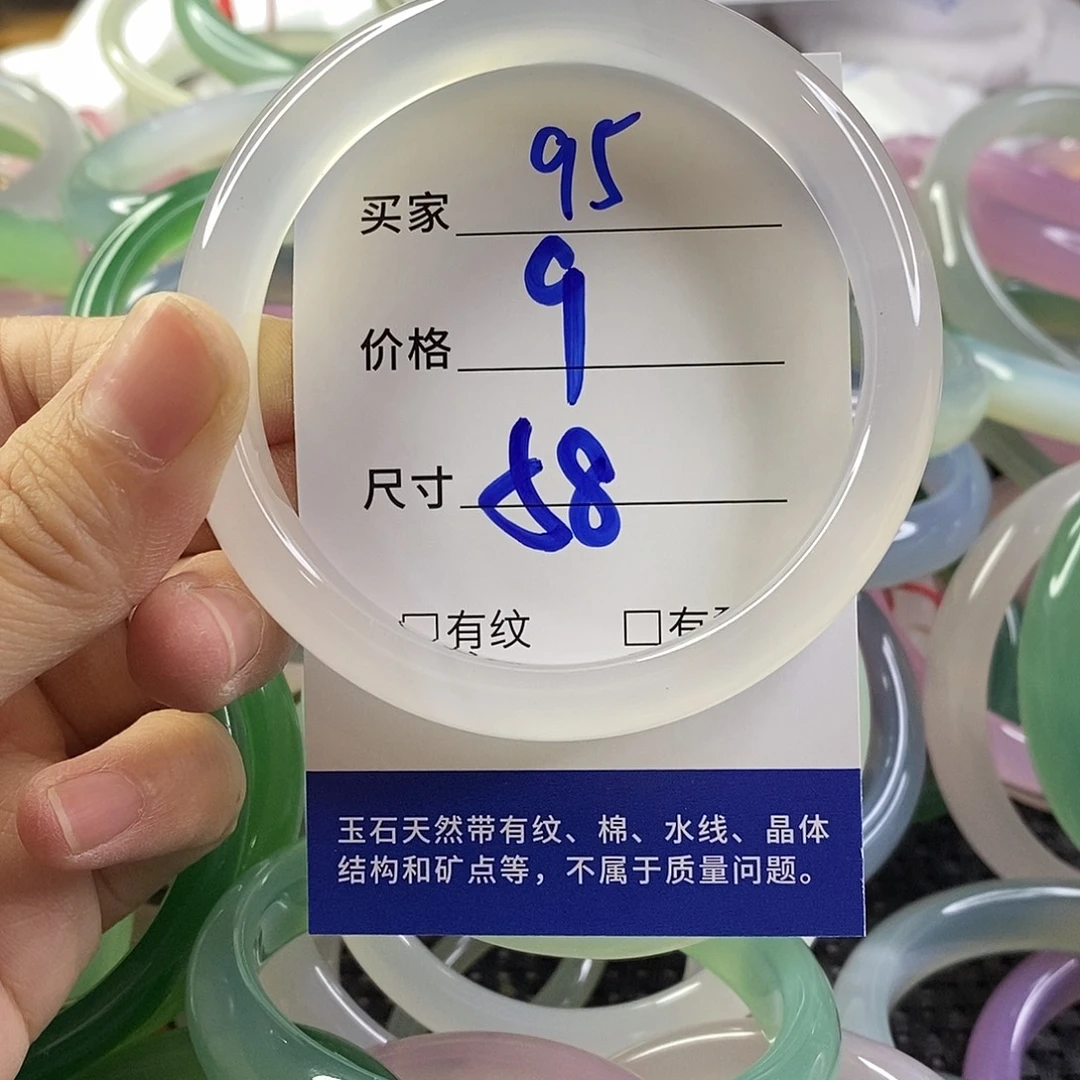 买家 95
价格 9
尺寸 58
□有纹 □有
玉石天然带有纹、棉、水线、晶体
结构和矿点等，不属于质量问题。